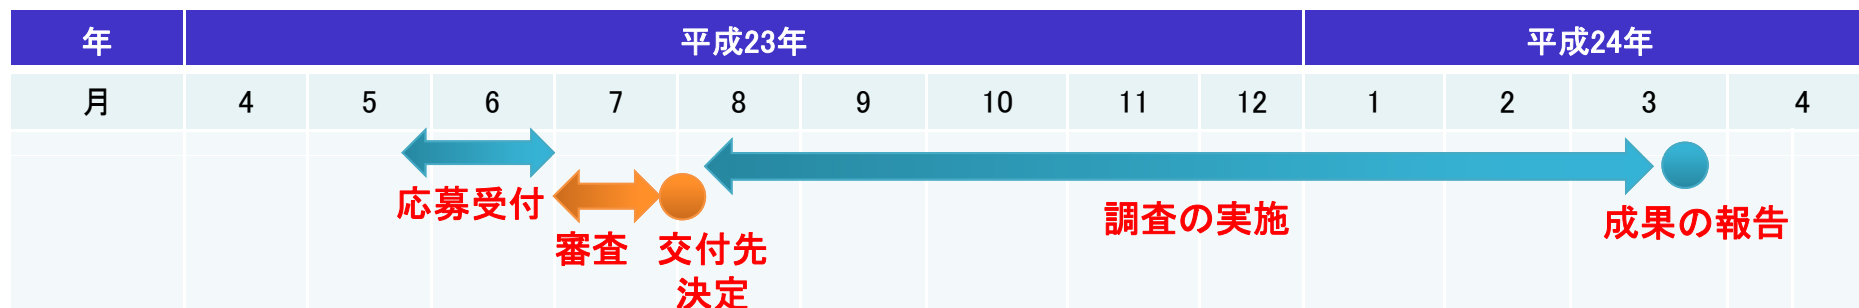 年 平成23年 平成24年
月 4 5 6 7 8 9 10 11 12 1 2 3 4
応募受付
審査
交付先
決定
調査の実施
成果の報告